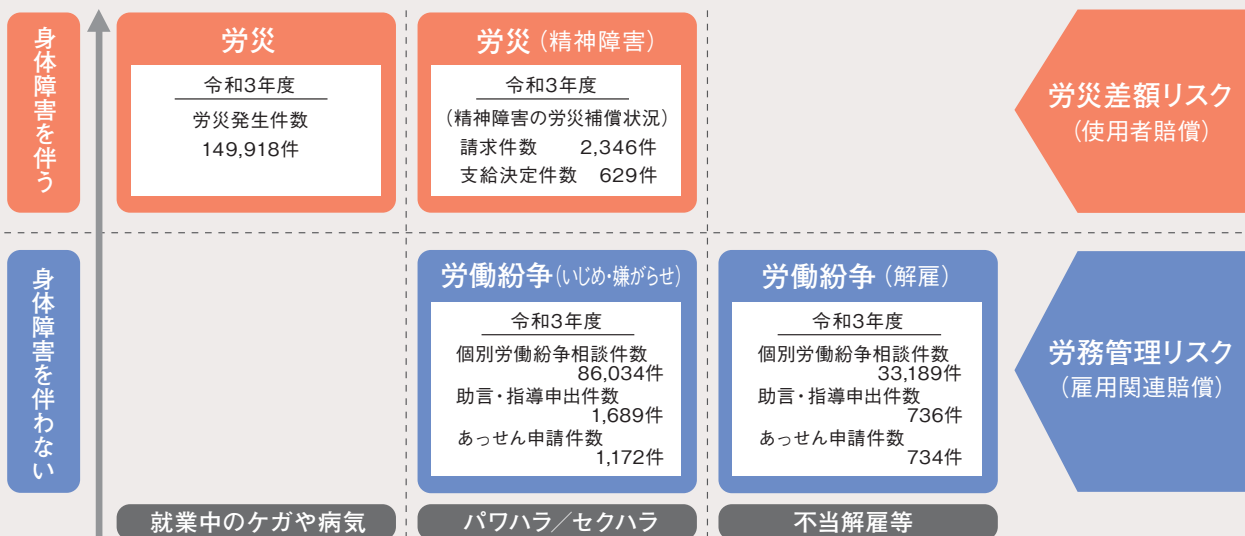 身体障害を伴う
労災
令和3年度
労災発生件数
149,918件
労災(精神障害)
令和3年度
(精神障害の労災補償状況)
請求件数 2,346件
支給決定件数 629件
労災差額リスク
(使用者賠償)
身体障害を伴わない
労働紛争(いじめ・嫌がらせ)
令和3年度
個別労働紛争相談件数
86,034件
助言・指導申出件数
1,689件
あっせん申請件数
1,172件
労働紛争(解雇)
令和3年度
個別労働紛争相談件数
33,189件
助言・指導申出件数
736件
あっせん申請件数
734件
労務管理リスク
(雇用関連賠償)
就業中のケガや病気
パワハラ/セクハラ
不当解雇等